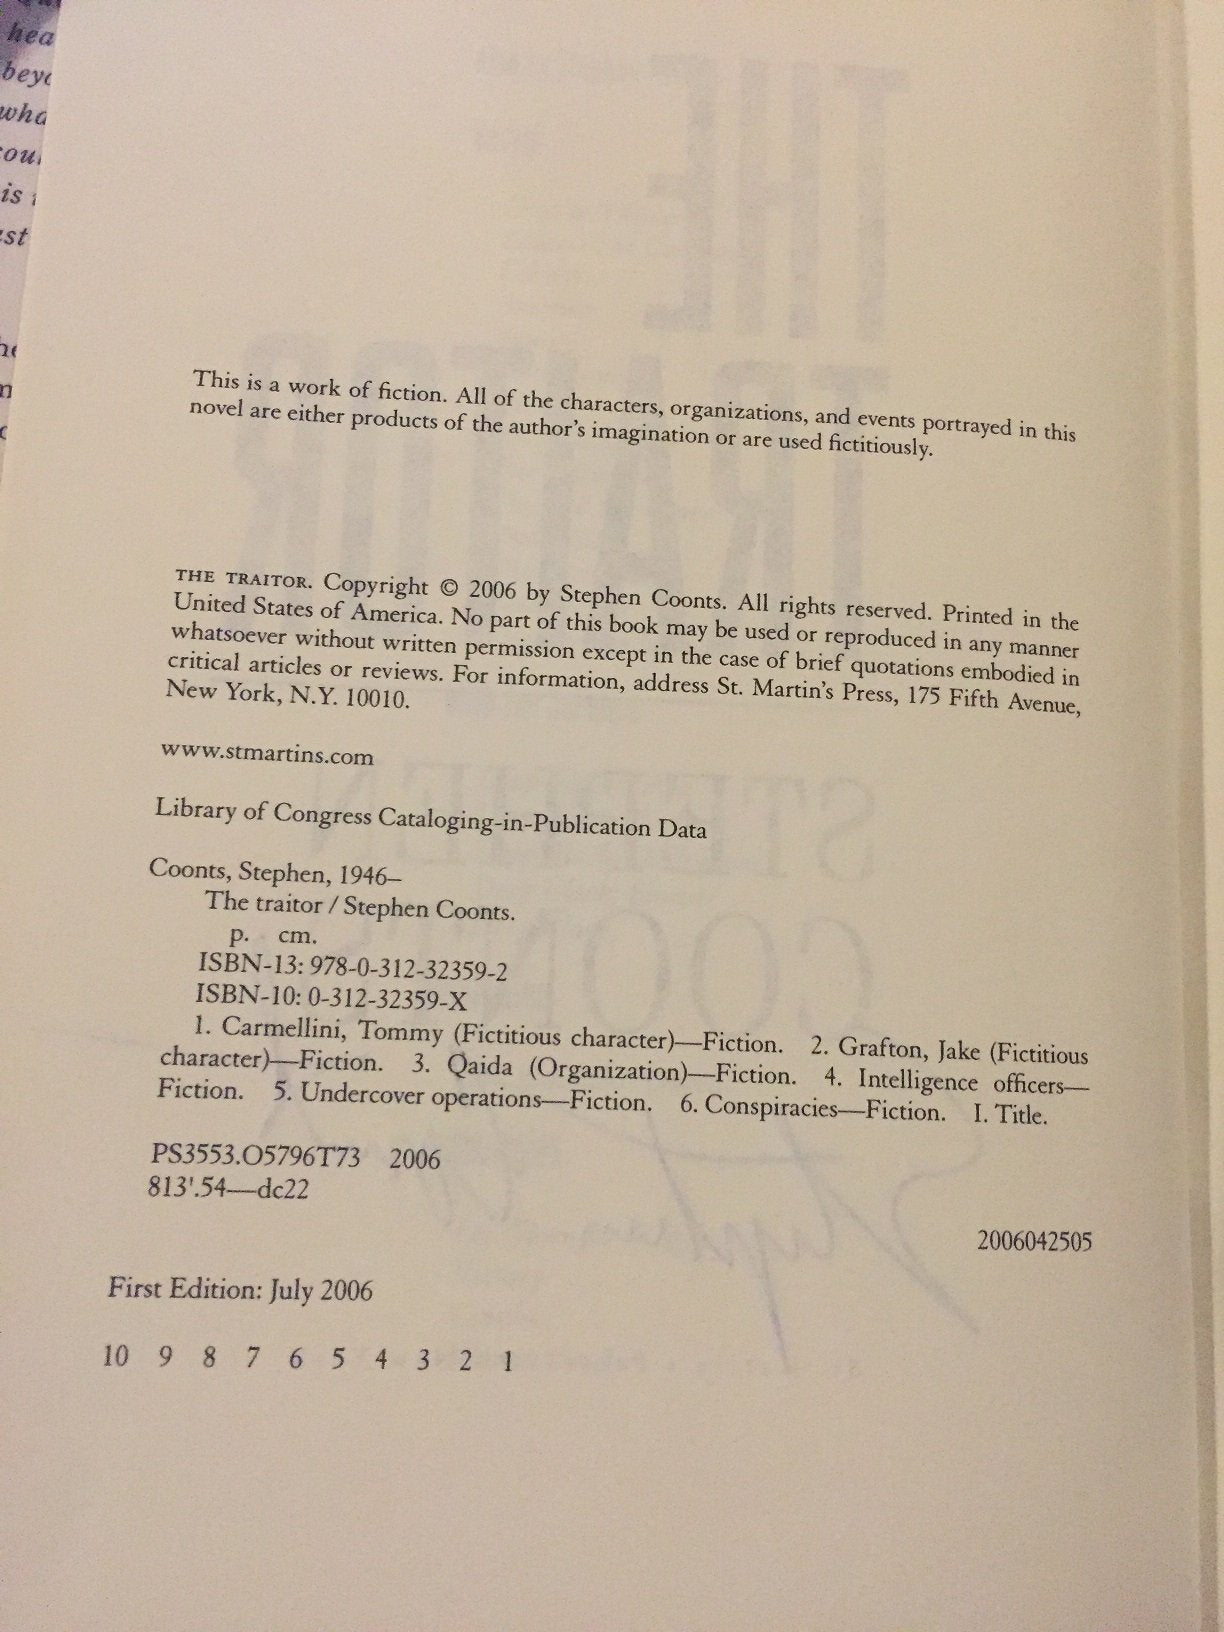 hea
beyo
who
is
ast
This is a work of fiction. All of the characters, organizations, and events portrayed in this
novel are either products of the author's imagination or are used fictitiously.
THE TRAITOR. Copyright © 2006 by Stephen Coonts. All rights reserved. Printed in the
United States of America. No part of this book may be used or reproduced in any manner
whatsoever without written permission except in the case of brief quotations embodied in
critical articles or reviews. For information, address St. Martin's Press, 175 Fifth Avenue,
New York, N.Y. 10010.
www.stmartins.com
Library of Congress Cataloging-in-Publication Data
Coonts, Stephen, 1946–
The traitor / Stephen Coonts.
p. cm.
ISBN-13: 978-0-312-32359-2
ISBN-10: 0-312-32359-X
1. Carmellini, Tommy (Fictitious character)—Fiction. 2. Grafton, Jake (Fictitious
character)—Fiction. 3. Qaida (Organization)—Fiction. 4. Intelligence officers—
Fiction. 5. Undercover operations—Fiction. 6. Conspiracies—Fiction. I. Title.
PS3553.O5796T73 2006
813'.54—dc22
2006042505
First Edition: July 2006
10 9 8 7 6 5 4 3 2 1